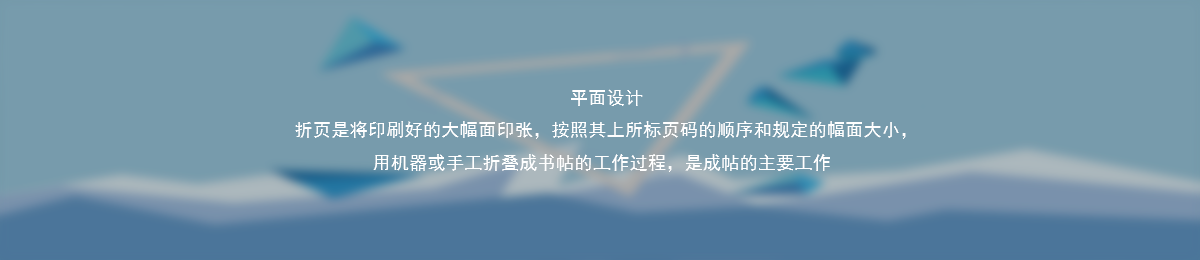 平面设计
折页是将印刷好的大幅面印张，按照其上所标页码的顺序和规定的幅面大小，
用机器或手工折叠成书帖的工作过程，是成帖的主要工作